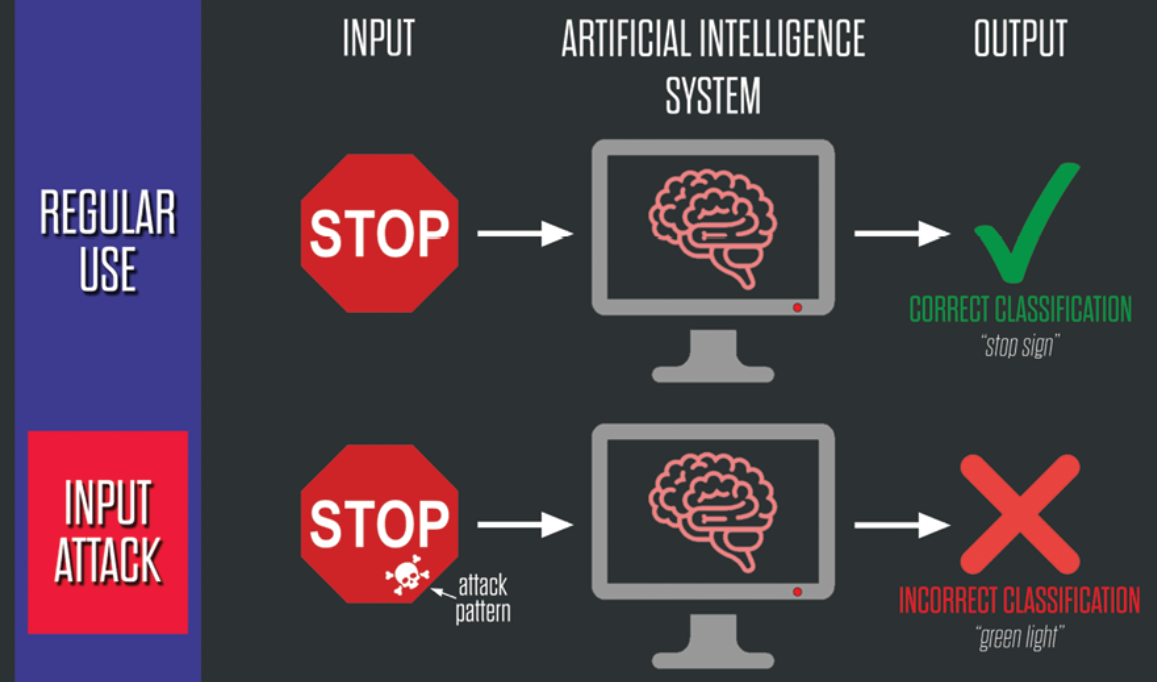 INPUT
ARTIFICIAL INTELLIGENCE
SYSTEM
OUTPUT
REGULAR
USE
STOP
CORRECT CLASSIFICATION
"stop sign"
INPUT
ATTACK
STOP
attack
pattern
INCORRECT CLASSIFICATION
"green light"